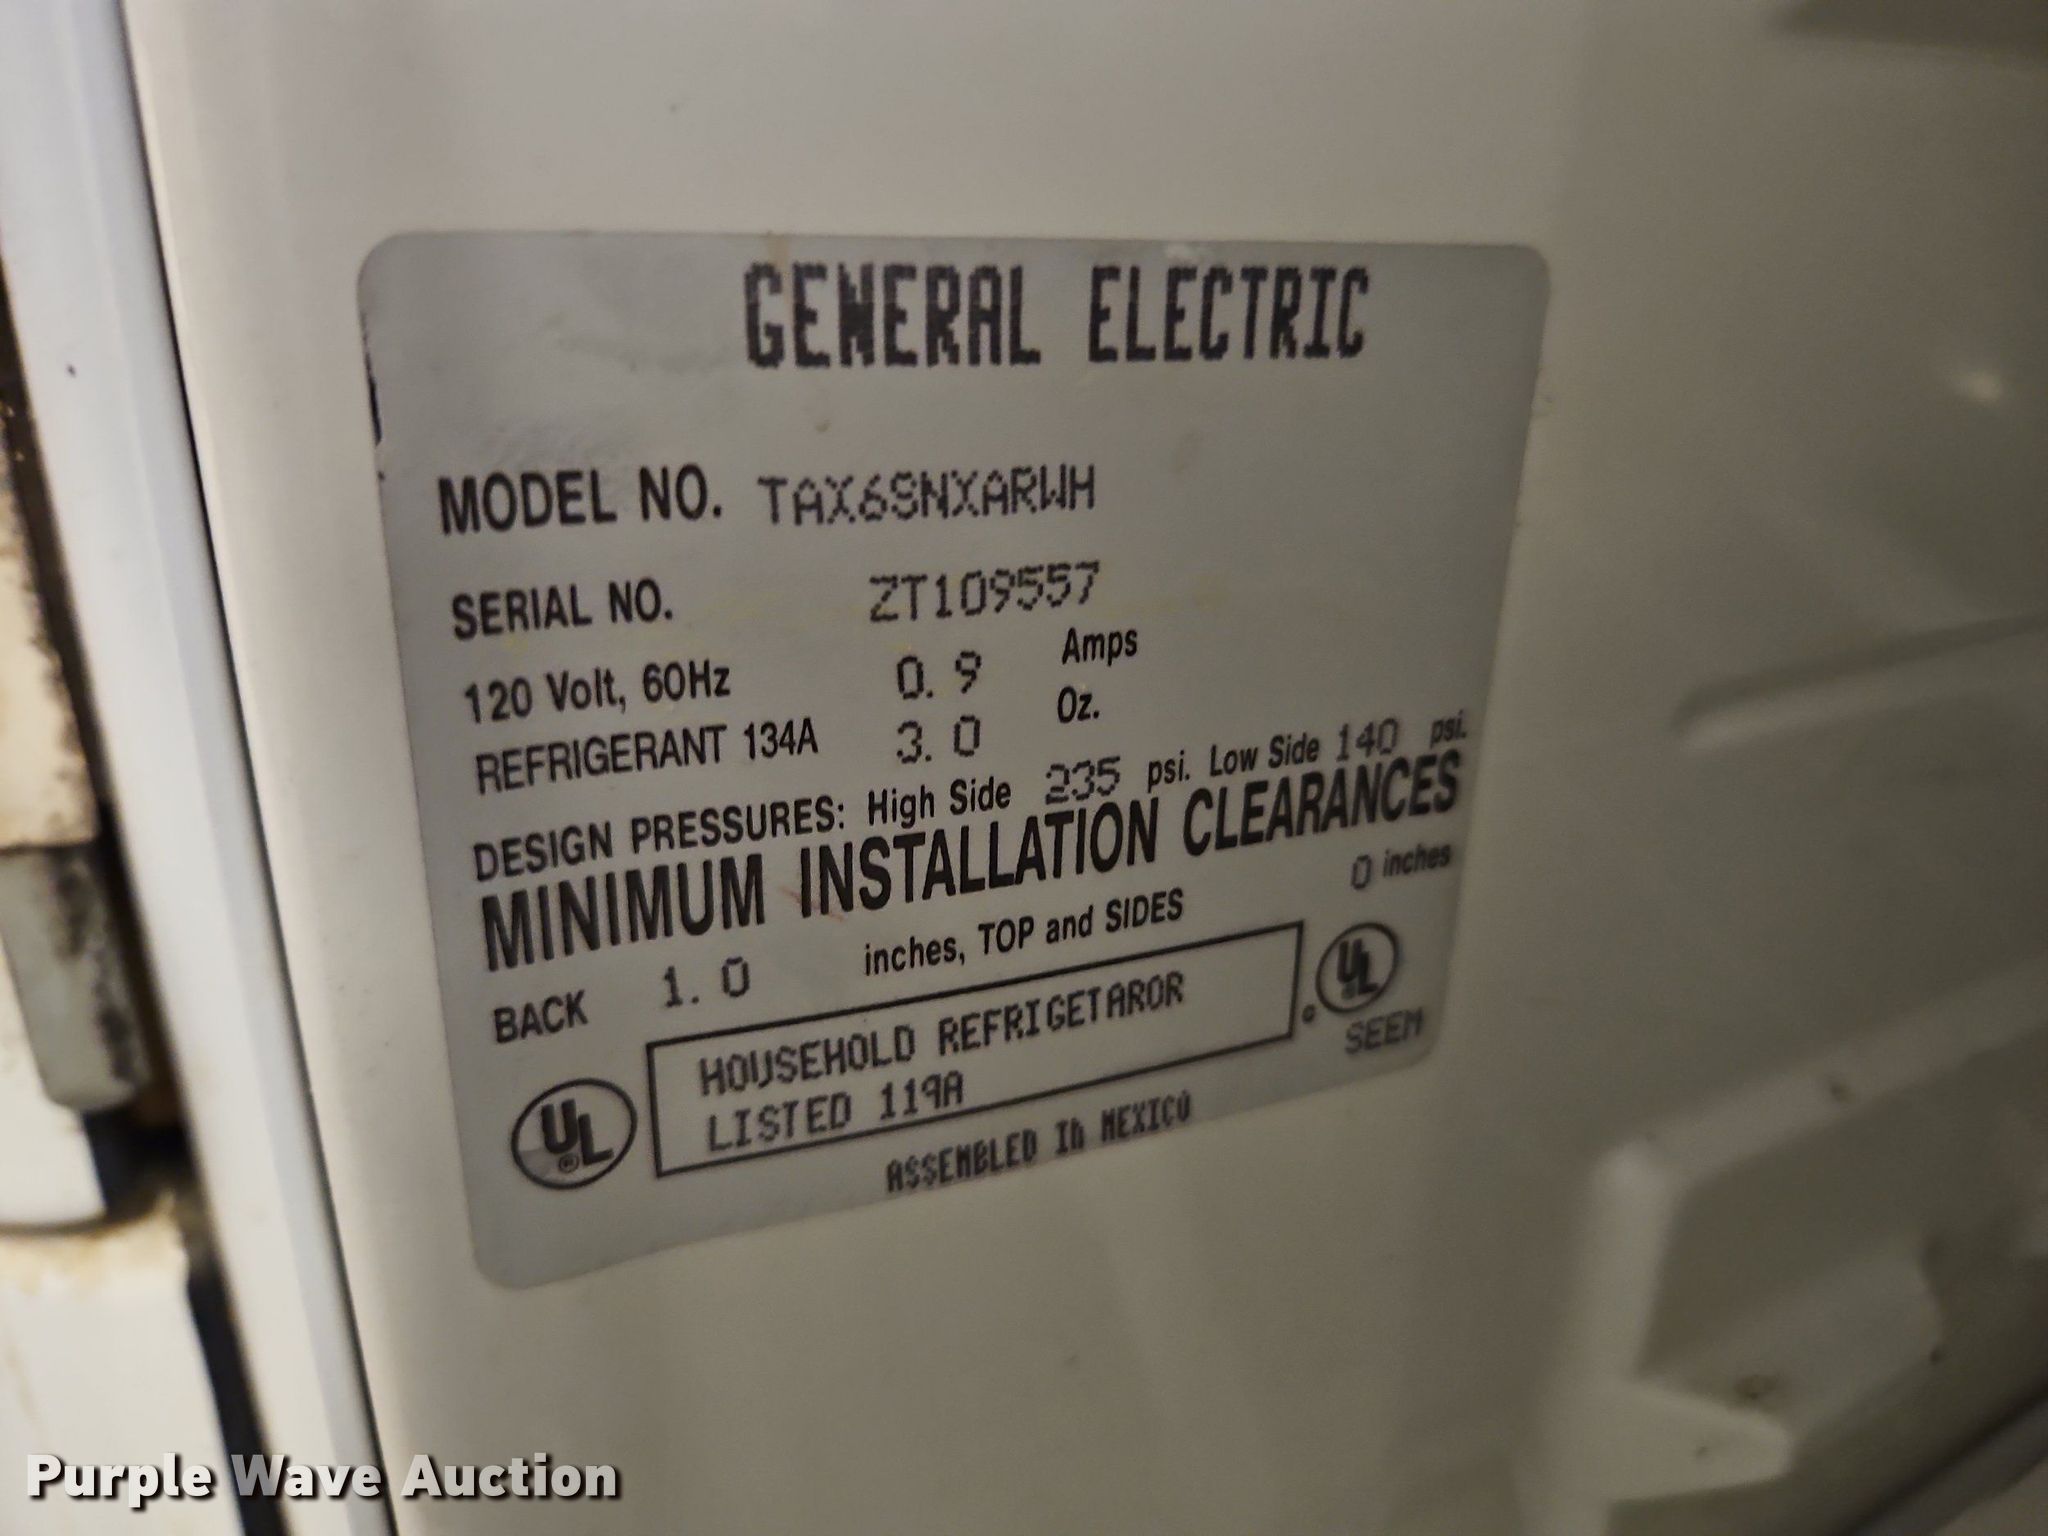 GENERAL ELECTRIC
MODEL NO. TAX6SNXARWH
SERIAL NO. ZT109557
120 Volt, 60Hz 0.9 Amps
REFRIGERANT 134A 3.0 Oz.
DESIGN PRESSURES: High Side 235 psi. Low Side 140 psi.
MINIMUM INSTALLATION CLEARANCES
BACK 1.0 inches, TOP and SIDES 0 inches
UL HOUSEHOLD REFRIGETAROR
LISTED 119A
UL
SEEM
ASSEMBLED IN MEXICO
Purple Wave Auction